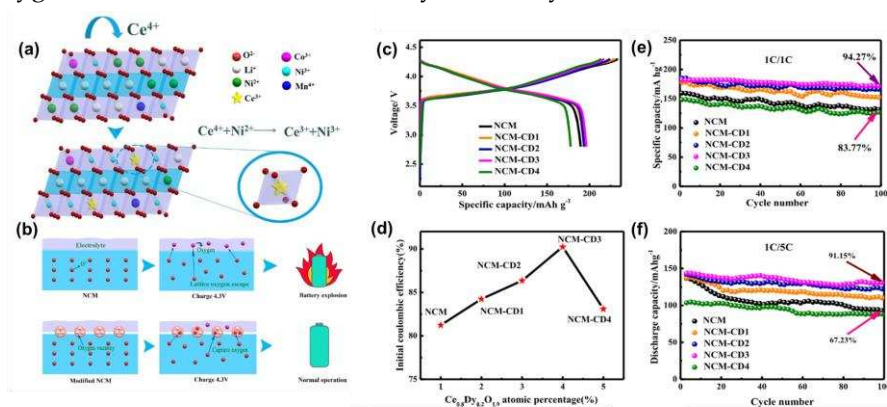 (a)
Ce⁴⁺
O²⁻
Li⁺
Ni²⁺
Ce³⁺
Co³⁺
Ni³⁺
Mn⁴⁺
Ce⁴⁺+Ni²⁺ Ce³⁺+Ni³⁺
(b)
Electrolyte
NCM
Oxygen
Lattice oxygen escape
Charge 4.3V
Battery explosion
Oxygen vacancy
Modified NCM
Capture oxygen
Charge 4.3V
Normal operation
(c)
Voltage/ V
4.5
4.0
3.5
3.0
2.5
NCM
NCM-CD1
NCM-CD2
NCM-CD3
NCM-CD4
0 100 200
Specific capacity/mAh g⁻¹
(d)
Initial coulombic efficiency(%)
90
85
80
NCM
NCM-CD1
NCM-CD2
NCM-CD3
NCM-CD4
1 2 3 4 5
Ce₀.₈Dy₀.₂O₁.₉ atomic percentage(%)
(e)
1C/1C
94.27%
83.77%
Specific capacity/mA hg⁻¹
250
200
150
100
50
0
NCM
NCM-CD1
NCM-CD2
NCM-CD3
NCM-CD4
0 20 40 60 80 100
Cycle number
(f)
1C/5C
91.15%
67.23%
Discharge capacity/mAhg⁻¹
200
150
100
50
0
NCM
NCM-CD1
NCM-CD2
NCM-CD3
NCM-CD4
0 20 40 60 80 100
Cycle number